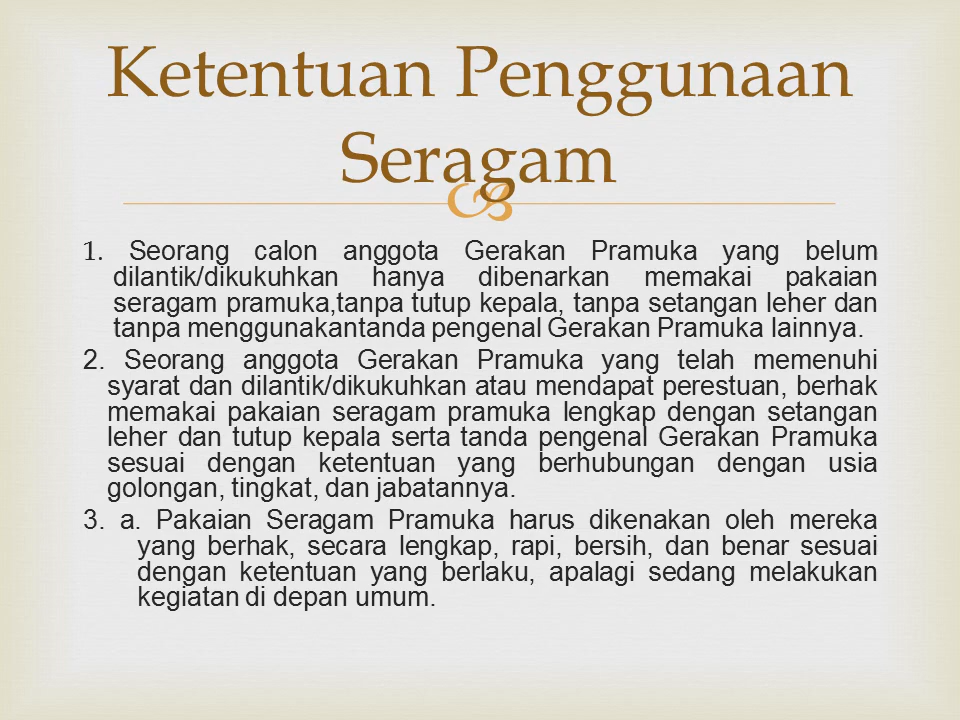 Ketentuan Penggunaan
Seragam
1. Seorang calon anggota Gerakan Pramuka yang belum
dilantik/dikukuhkan hanya dibenarkan memakai pakaian
seragam pramuka,tanpa tutup kepala, tanpa setangan leher dan
tanpa menggunakantanda pengenal Gerakan Pramuka lainnya.
2. Seorang anggota Gerakan Pramuka yang telah memenuhi
syarat dan dilantik/dikukuhkan atau mendapat perestuan, berhak
memakai pakaian seragam pramuka lengkap dengan setangan
leher dan tutup kepala serta tanda pengenal Gerakan Pramuka
sesuai dengan ketentuan yang berhubungan dengan usia
golongan, tingkat, dan jabatannya.
3. a. Pakaian Seragam Pramuka harus dikenakan oleh mereka
yang berhak, secara lengkap, rapi, bersih, dan benar sesuai
dengan ketentuan yang berlaku, apalagi sedang melakukan
kegiatan di depan umum.